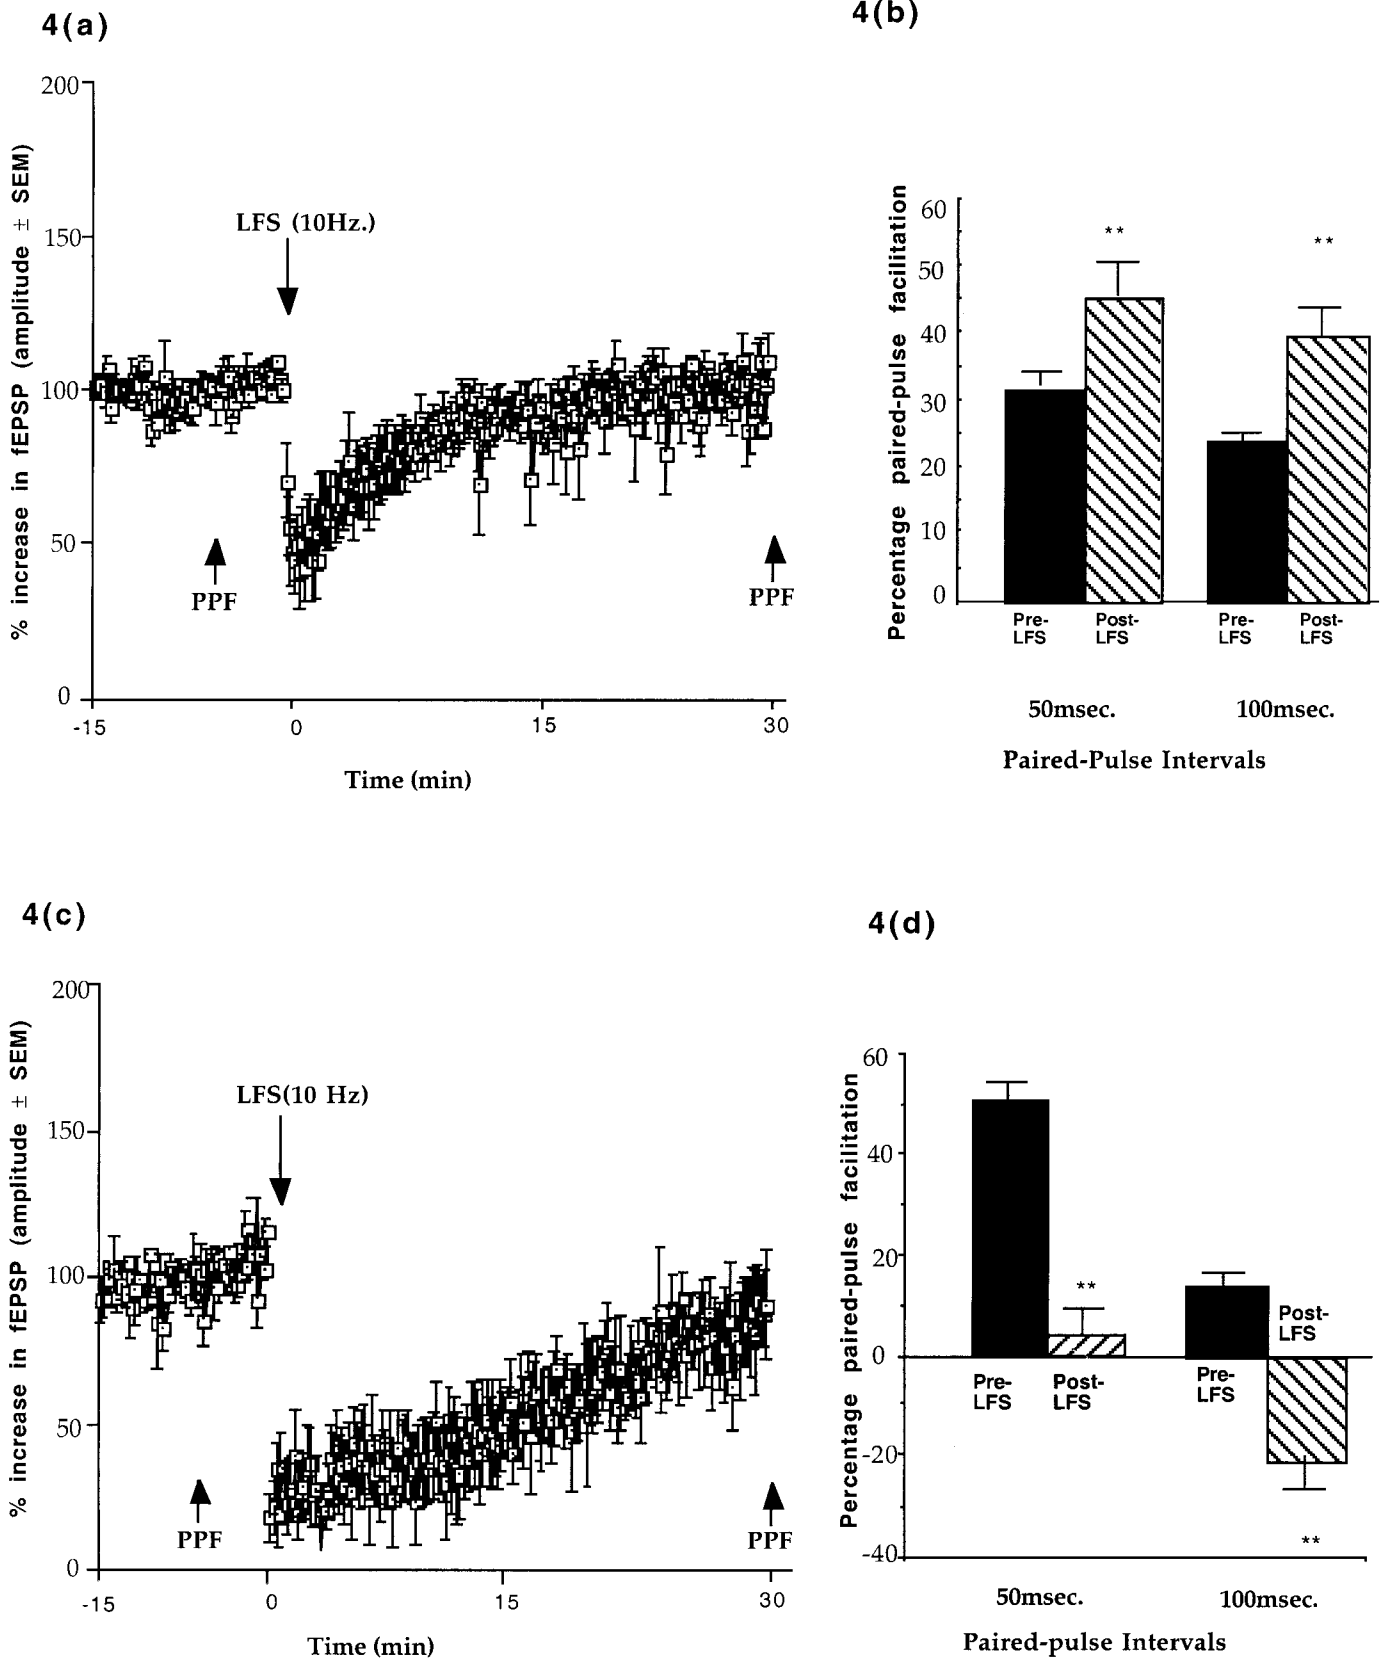 4(a)
% increase in fEPSP (amplitude ± SEM)
200
150
100
50
0
LFS (10Hz.)
PPF
PPF
-15
0
15
30
Time (min)
4(b)
Percentage paired-pulse facilitation
60
50
40
30
20
10
0
**
**
Pre-
LFS
Post-
LFS
Pre-
LFS
Post-
LFS
50msec.
100msec.
Paired-Pulse Intervals
4(c)
% increase in fEPSP (amplitude ± SEM)
200
150
100
50
0
LFS(10 Hz)
PPF
PPF
-15
0
15
30
Time (min)
4(d)
Percentage paired-pulse facilitation
60
40
20
0
-20
-40
**
Pre-
LFS
Post-
LFS
Pre-
LFS
Post-
LFS
**
50msec.
100msec.
Paired-pulse Intervals